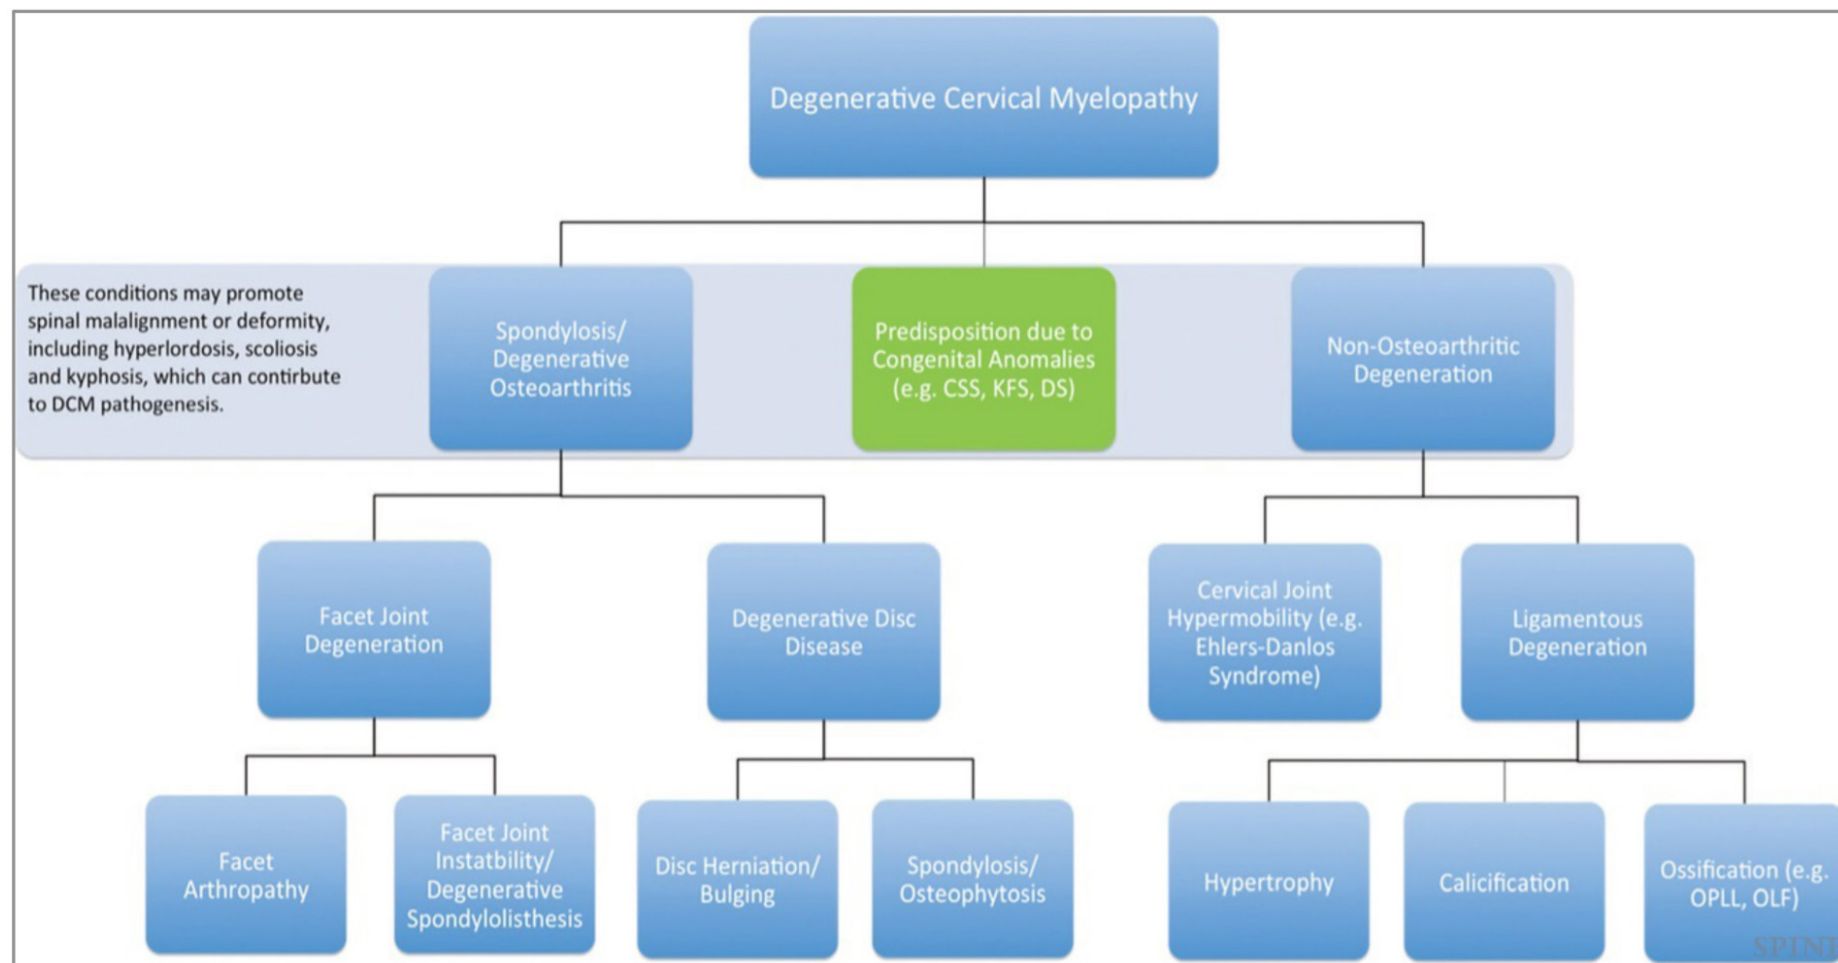 Degenerative Cervical Myelopathy
These conditions may promote
spinal malalignment or deformity,
including hyperlordosis, scoliosis
and kyphosis, which can contirbute
to DCM pathogenesis.
Spondylosis/
Degenerative
Osteoarthritis
Predisposition due to
Congenital Anomalies
(e.g. CSS, KFS, DS)
Non-Osteoarthritic
Degeneration
Facet Joint
Degeneration
Degenerative Disc
Disease
Cervical Joint
Hypermobility (e.g.
Ehlers-Danlos
Syndrome)
Ligamentous
Degeneration
Facet
Arthropathy
Facet Joint
Instatbility/
Degenerative
Spondylolisthesis
Disc Herniation/
Bulging
Spondylosis/
Osteophytosis
Hypertrophy
Calicification
Ossification (e.g.
OPLL, OLF)
SPINE